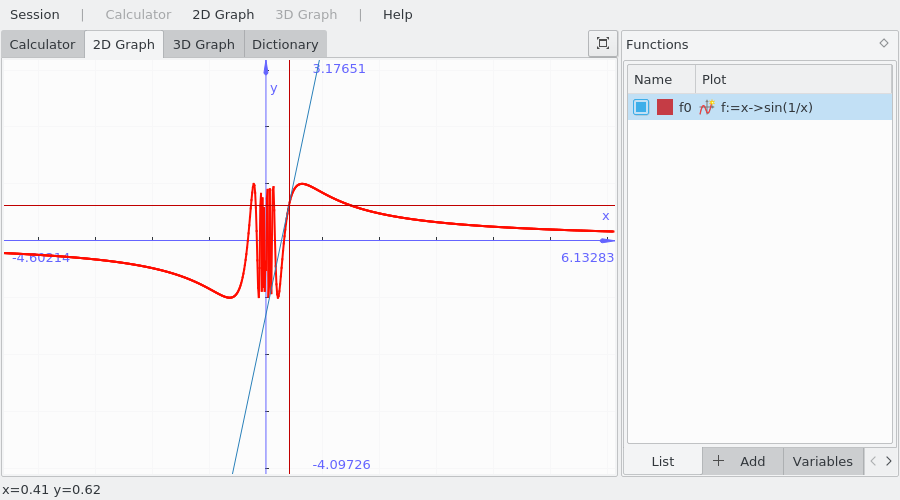 Session | Calculator 2D Graph 3D Graph | Help
Calculator 2D Graph 3D Graph Dictionary
Functions
3.17651
y
x
-4.60214
6.13283
-4.09726
Name Plot
f0 f:=x->sin(1/x)
List + Add Variables < >
x=0.41 y=0.62